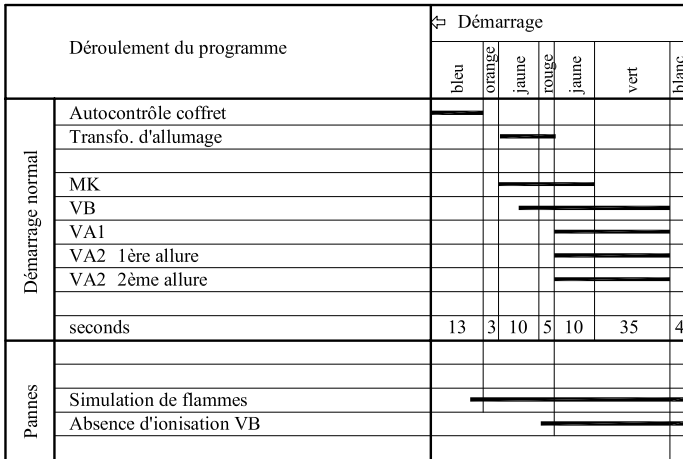 ⇦ Démarrage
Déroulement du programme
bleu
orange
jaune
rouge
jaune
vert
blanc
Démarrage normal
Autocontrôle coffret
Transfo. d'allumage
MK
VB
VA1
VA2 1ère allure
VA2 2ème allure
seconds 13 3 10 5 10 35 4
Pannes
Simulation de flammes
Absence d'ionisation VB